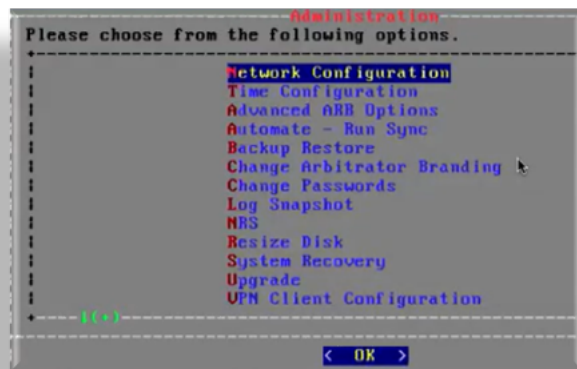 Administration
Please choose from the following options.
Network Configuration
Time Configuration
Advanced ARB Options
Automate - Run Sync
Backup Restore
Change Arbitrator Branding
Change Passwords
Log Snapshot
NRS
Resize Disk
System Recovery
Upgrade
VPN Client Configuration
↓(+)
< OK >